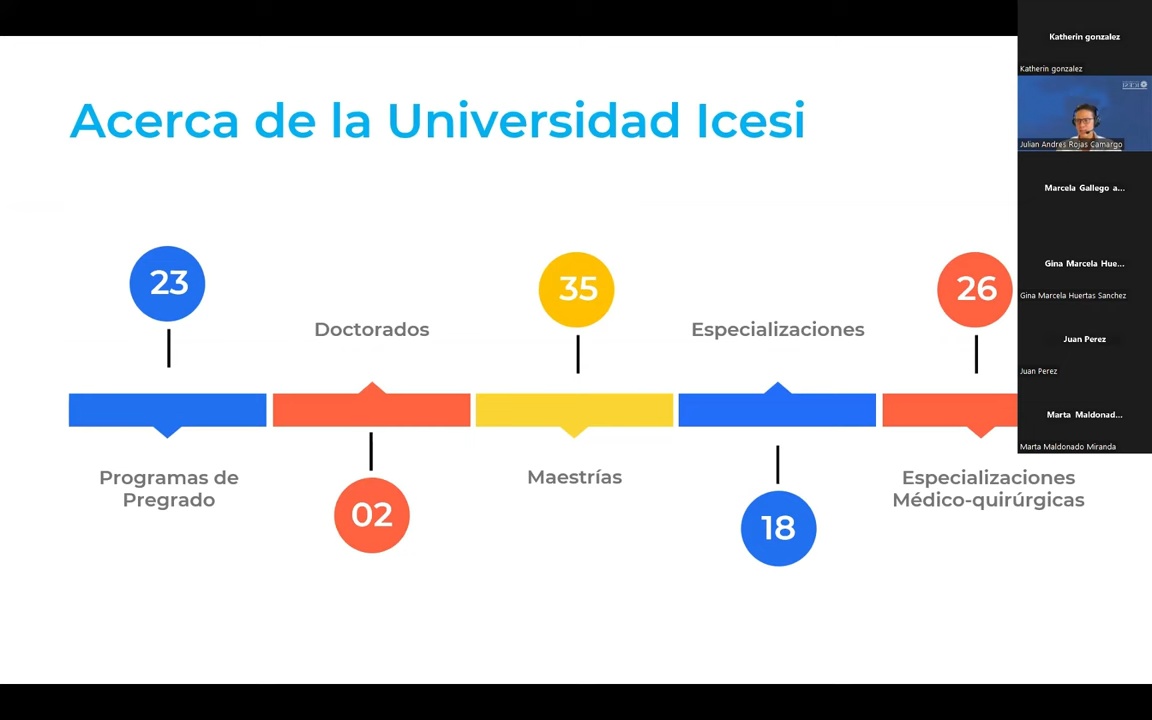 Acerca de la Universidad Icesi
23
Doctorados
35
Especializaciones
26
Programas de
Pregrado
02
Maestrías
18
Especializaciones
Médico-quirúrgicas
Katherin gonzalez
Katherin gonzalez
Julian Andres Rojas Camargo
Marcela Gallego a...
Gina Marcela Hue...
Gina Marcela Huertas Sanchez
Juan Perez
Juan Perez
Marta Maldonad...
Marta Maldonado Miranda